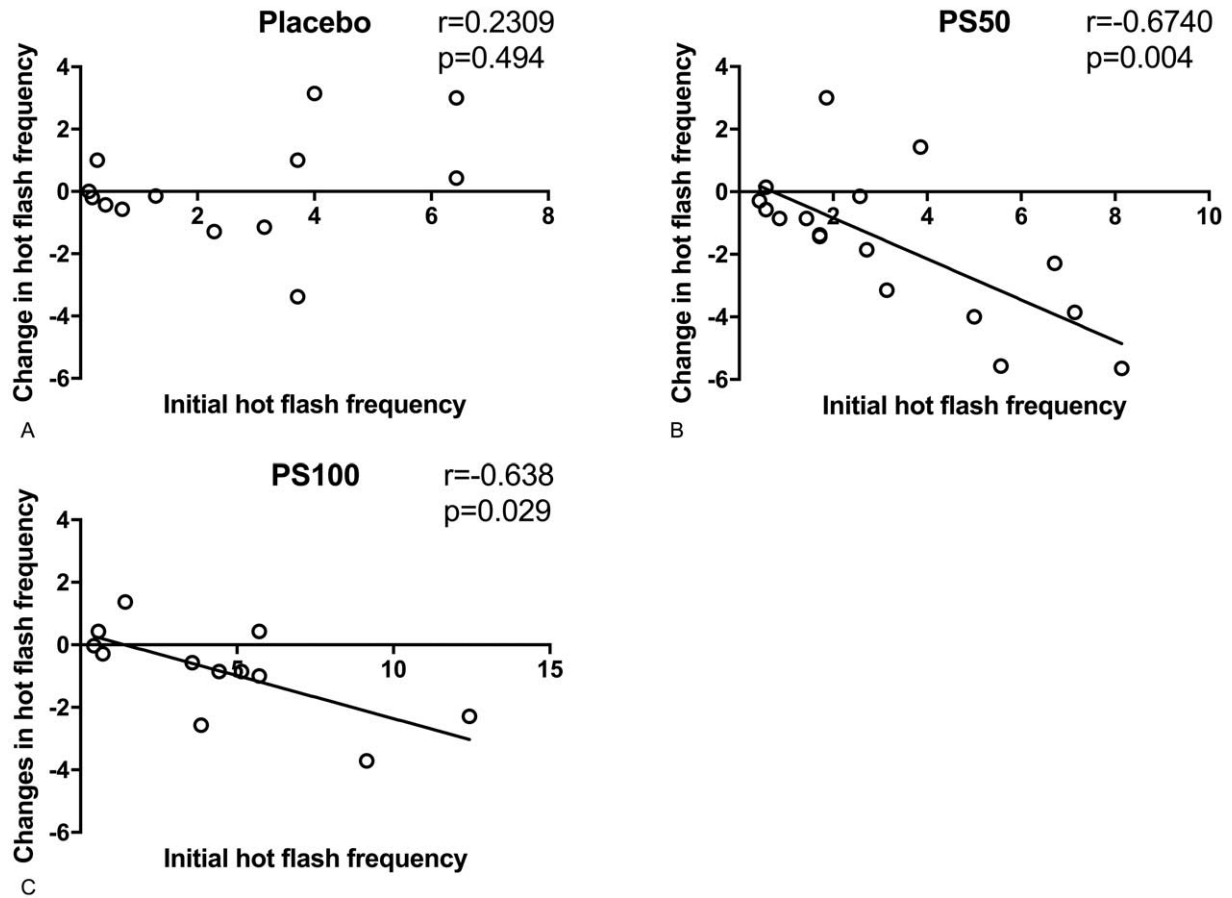 Placebo
r=0.2309
p=0.494
Change in hot flash frequency
4
2
0
-2
-4
-6
2
4
6
8
Initial hot flash frequency
A
PS50
r=-0.6740
p=0.004
Change in hot flash frequency
4
2
0
-2
-4
-6
2
4
6
8
10
Initial hot flash frequency
B
PS100
r=-0.638
p=0.029
Changes in hot flash frequency
4
2
0
-2
-4
-6
5
10
15
Initial hot flash frequency
C